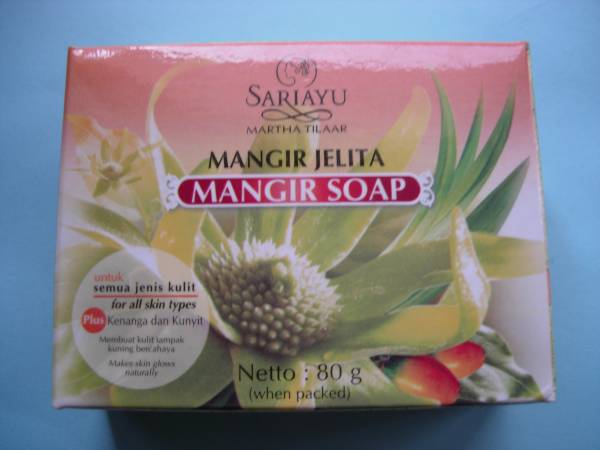 SARIAYU
MARTHA TILAAR
MANGIR JELITA
MANGIR SOAP
untuk
semua jenis kulit
for all skin types
Plus Kenanga dan Kunyit
Membuat kulit tampak
kuning bercahaya
Makes skin glows
naturally
Netto : 80 g
(when packed)